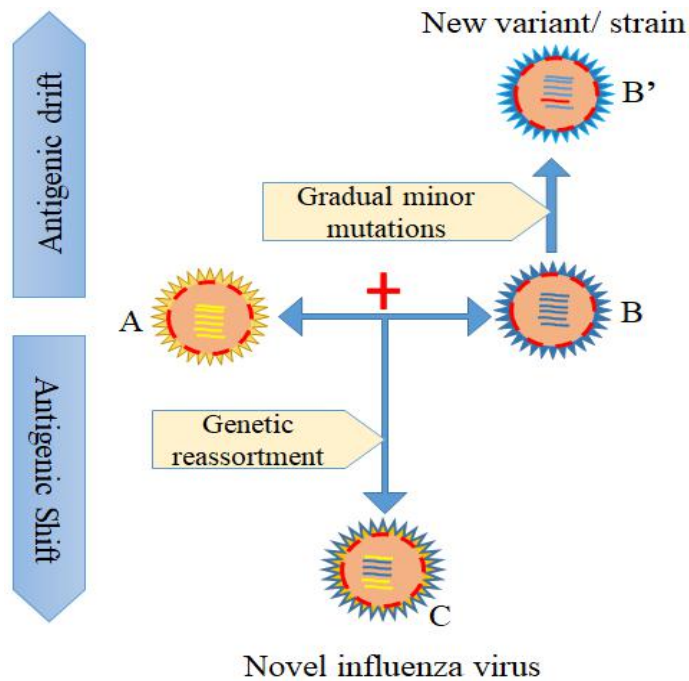 New variant/ strain
B’
Antigenic drift
Gradual minor
mutations
+
A
B
Antigenic Shift
Genetic
reassortment
C
Novel influenza virus